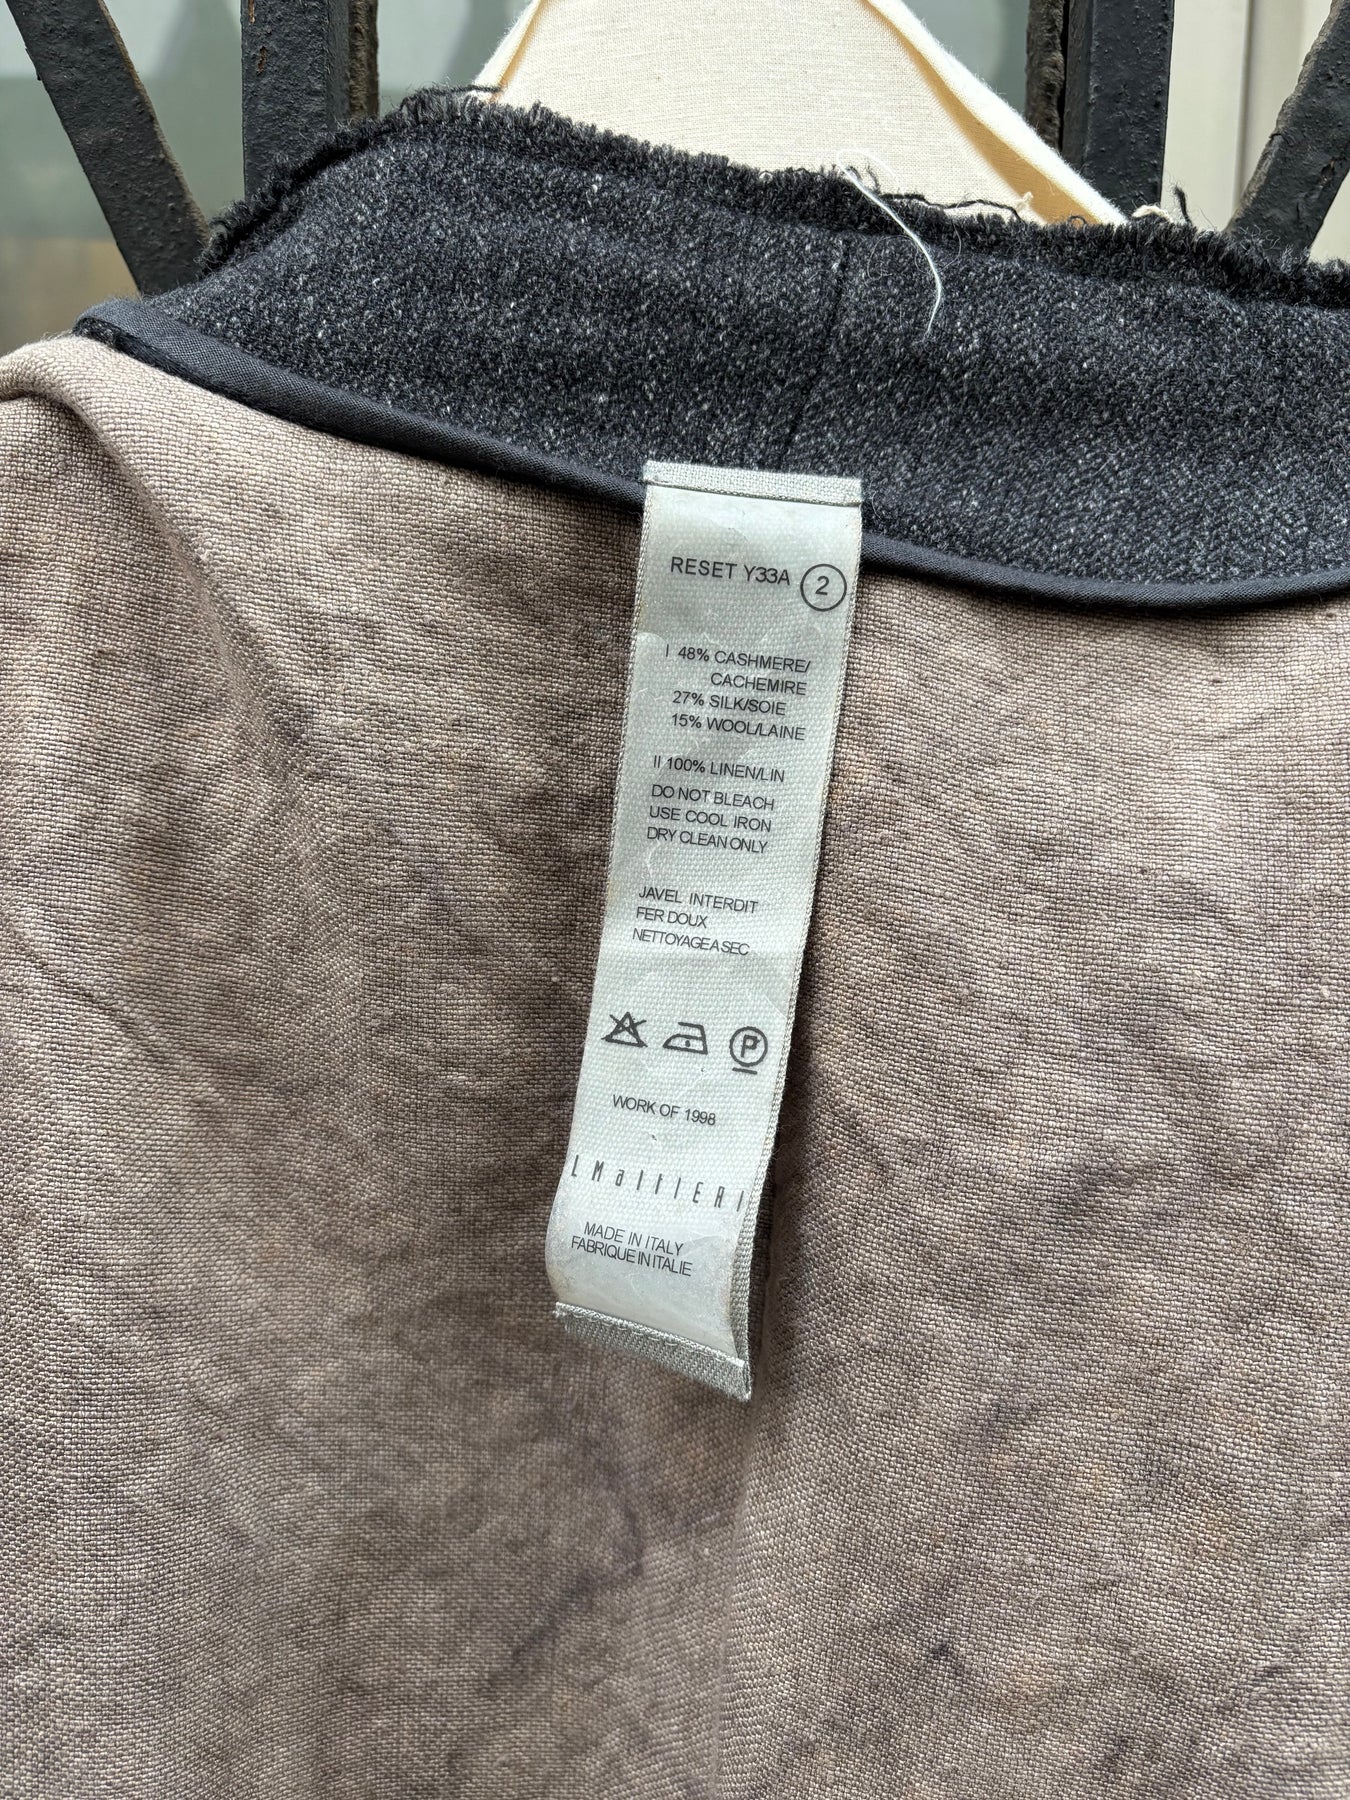 RESET Y33A 2
I 48% CASHMERE/
CACHEMIRE
27% SILK/SOIE
15% WOOL/LAINE
II 100% LINEN/LIN
DO NOT BLEACH
USE COOL IRON
DRY CLEAN ONLY
JAVEL INTERDIT
FER DOUX
NETTOYAGE A SEC
P
WORK OF 1998
L MaltIERI
MADE IN ITALY
FABRIQUE IN ITALIE